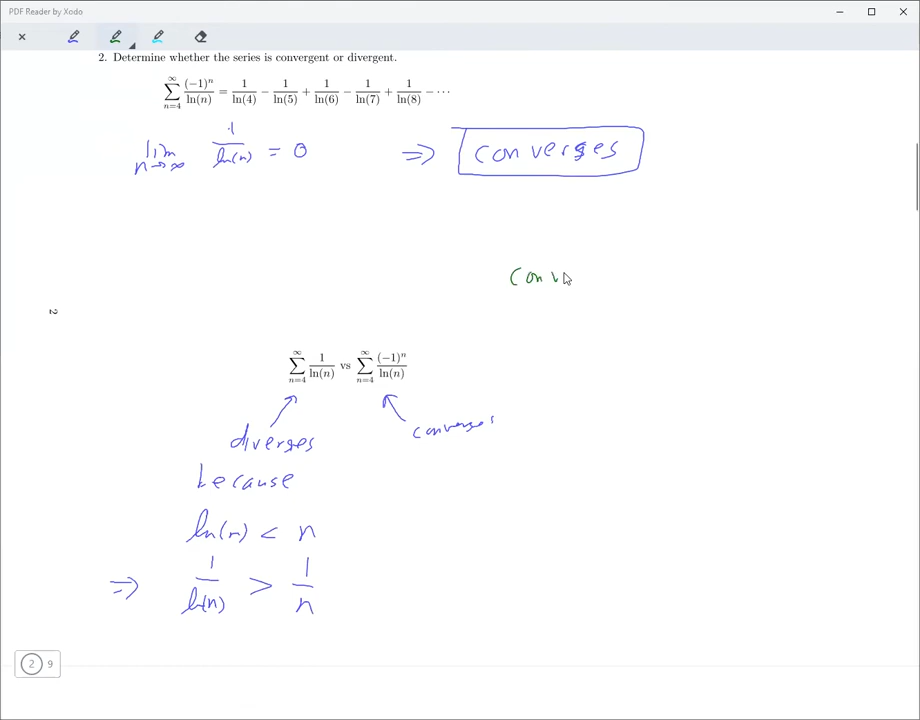 PDF Reader by Xodo
2. Determine whether the series is convergent or divergent.
∞∑n=4 (-1)^n/ln(n) = 1/ln(4) − 1/ln(5) + 1/ln(6) − 1/ln(7) + 1/ln(8) − ⋯
lim n→∞ 1/ln(n) = 0 ⇒ converges
conv
2
∞∑n=4 1/ln(n) vs ∞∑n=4 (-1)^n/ln(n)
diverges converges
because
ln(n) < n
⇒ 1/ln(n) > 1/n
2 9